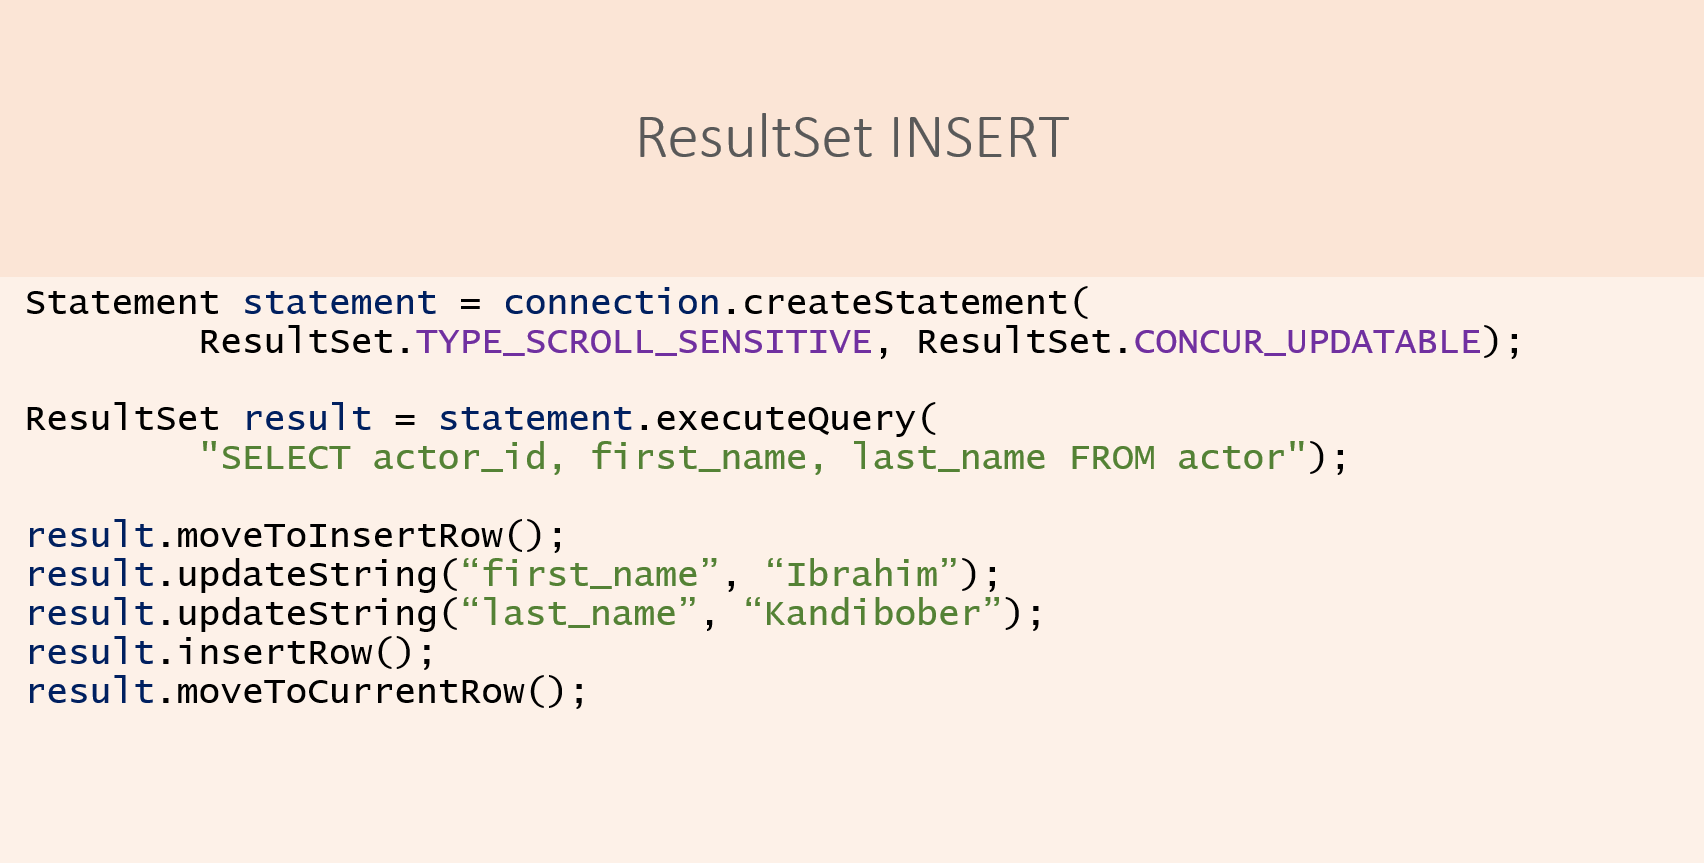 ResultSet INSERT
Statement statement = connection.createStatement(
ResultSet.TYPE_SCROLL_SENSITIVE, ResultSet.CONCUR_UPDATABLE);
ResultSet result = statement.executeQuery(
"SELECT actor_id, first_name, last_name FROM actor");
result.moveToInsertRow();
result.updateString(“first_name”, “Ibrahim”);
result.updateString(“last_name”, “Kandibober”);
result.insertRow();
result.moveToCurrentRow();